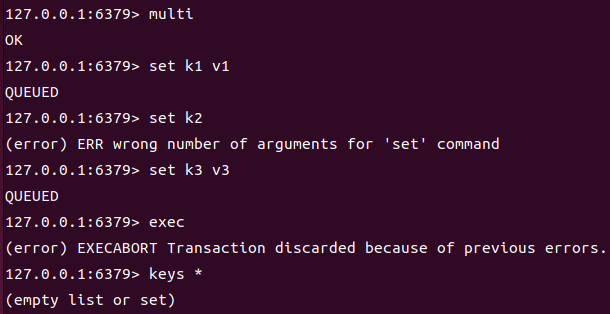 127.0.0.1:6379> multi
OK
127.0.0.1:6379> set k1 v1
QUEUED
127.0.0.1:6379> set k2
(error) ERR wrong number of arguments for 'set' command
127.0.0.1:6379> set k3 v3
QUEUED
127.0.0.1:6379> exec
(error) EXECABORT Transaction discarded because of previous errors.
127.0.0.1:6379> keys *
(empty list or set)